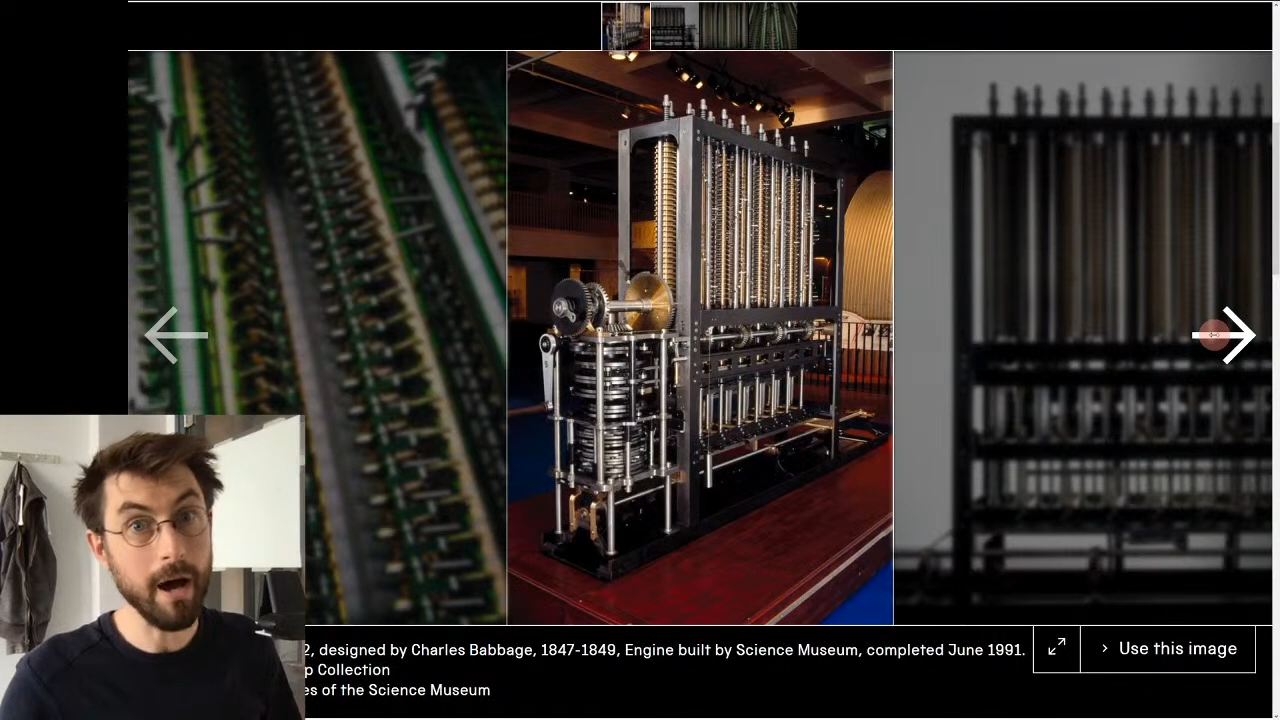 2, designed by Charles Babbage, 1847-1849, Engine built by Science Museum, completed June 1991.
p Collection
es of the Science Museum
Use this image